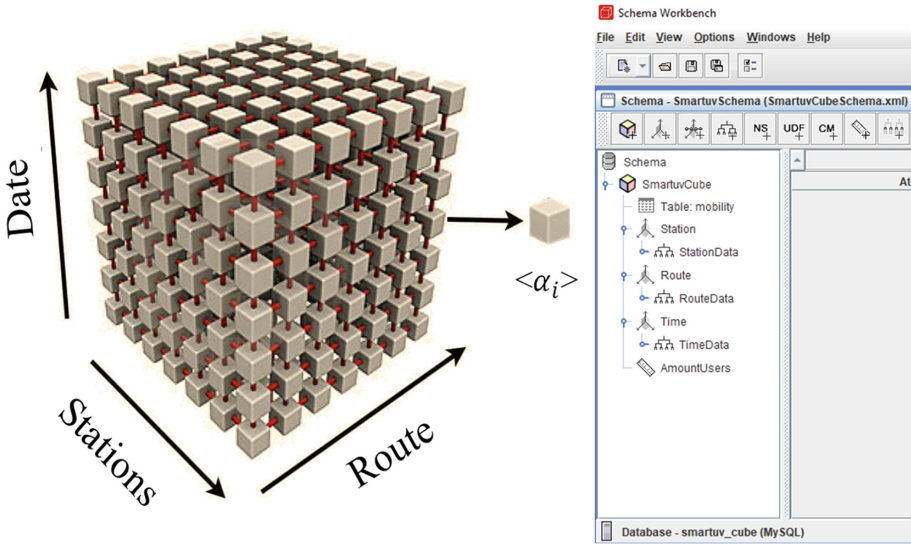 Date
Stations
Route
<αᵢ>
Schema Workbench
File Edit View Options Windows Help
Schema - SmartuvSchema (SmartuvCubeSchema.xml)
NS UDF CM
Schema
At
SmartuvCube
Table: mobility
Station
StationData
Route
RouteData
Time
TimeData
AmountUsers
Database - smartuv_cube (MySQL)